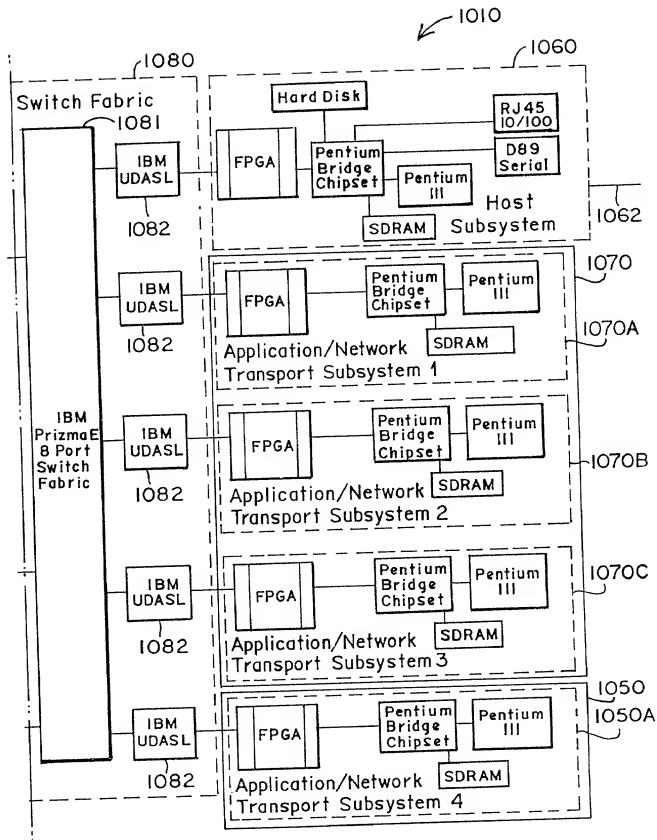 1010
1080
Switch Fabric
1081
IBM
PrizmaE
8 Port
Switch
Fabric
IBM
UDASL
1082
1060
Hard Disk
FPGA
Pentium
Bridge
Chipset
RJ45
10/100
D89
Serial
Pentium
III
SDRAM
Host
Subsystem
1062
IBM
UDASL
1082
FPGA
Pentium
Bridge
Chipset
Pentium
III
SDRAM
Application/Network
Transport Subsystem 1
1070
1070A
IBM
UDASL
1082
FPGA
Pentium
Bridge
Chipset
Pentium
III
SDRAM
Application/Network
Transport Subsystem 2
1070B
IBM
UDASL
1082
FPGA
Pentium
Bridge
Chipset
Pentium
III
SDRAM
Application/Network
Transport Subsystem 3
1070C
IBM
UDASL
1082
FPGA
Pentium
Bridge
Chipset
Pentium
III
SDRAM
Application/Network
Transport Subsystem 4
1050
1050A